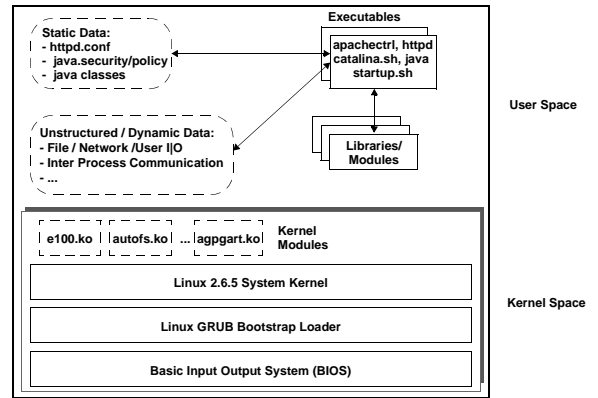 Static Data:
- httpd.conf
- java.security/policy
- java classes
Executables
apachectrl, httpd
catalina.sh, java
startup.sh
User Space
Unstructured / Dynamic Data:
- File / Network /User I|O
- Inter Process Communication
- ...
Libraries/
Modules
e100.ko
autofs.ko
...
agpgart.ko
Kernel
Modules
Linux 2.6.5 System Kernel
Kernel Space
Linux GRUB Bootstrap Loader
Basic Input Output System (BIOS)